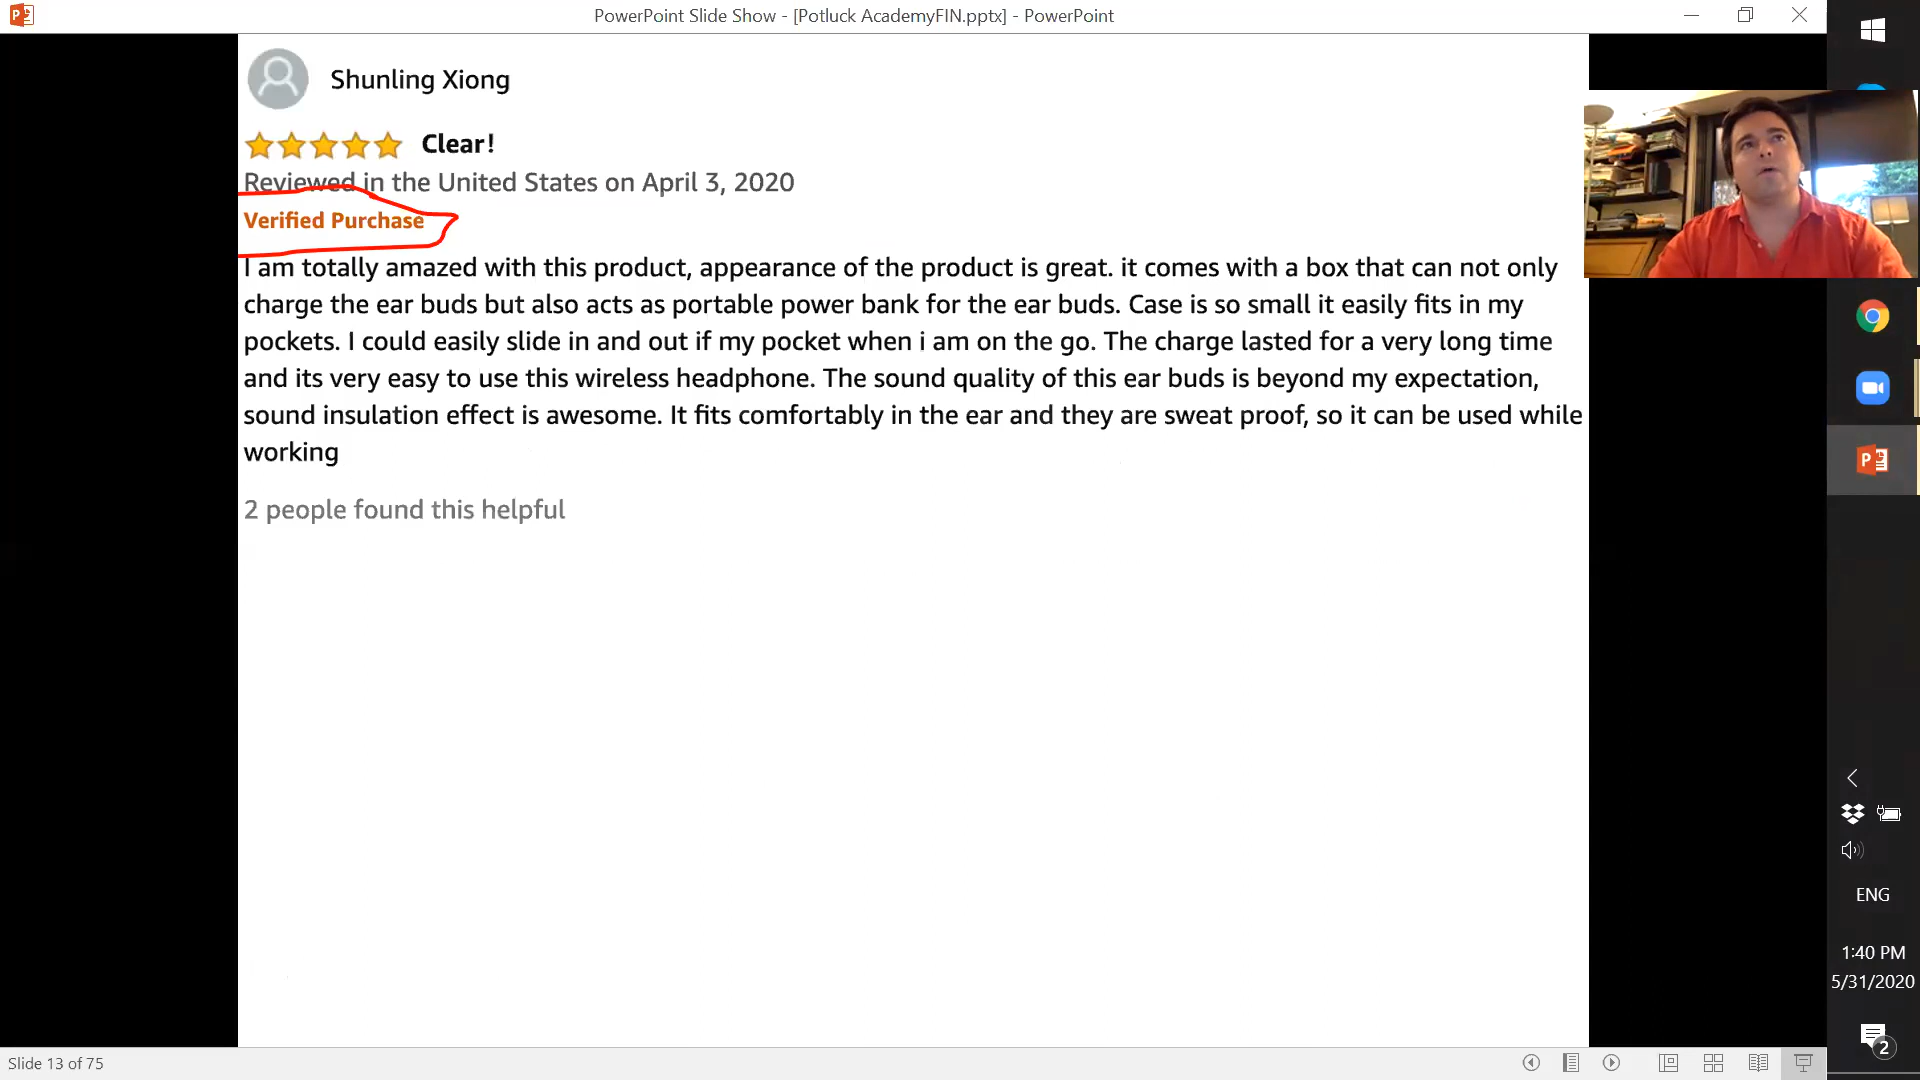 PowerPoint Slide Show - [Potluck AcademyFIN.pptx] - PowerPoint
Shunling Xiong
Clear!
Reviewed in the United States on April 3, 2020
Verified Purchase
I am totally amazed with this product, appearance of the product is great. it comes with a box that can not only
charge the ear buds but also acts as portable power bank for the ear buds. Case is so small it easily fits in my
pockets. I could easily slide in and out if my pocket when i am on the go. The charge lasted for a very long time
and its very easy to use this wireless headphone. The sound quality of this ear buds is beyond my expectation,
sound insulation effect is awesome. It fits comfortably in the ear and they are sweat proof, so it can be used while
working
2 people found this helpful
ENG
1:40 PM
5/31/2020
2
Slide 13 of 75